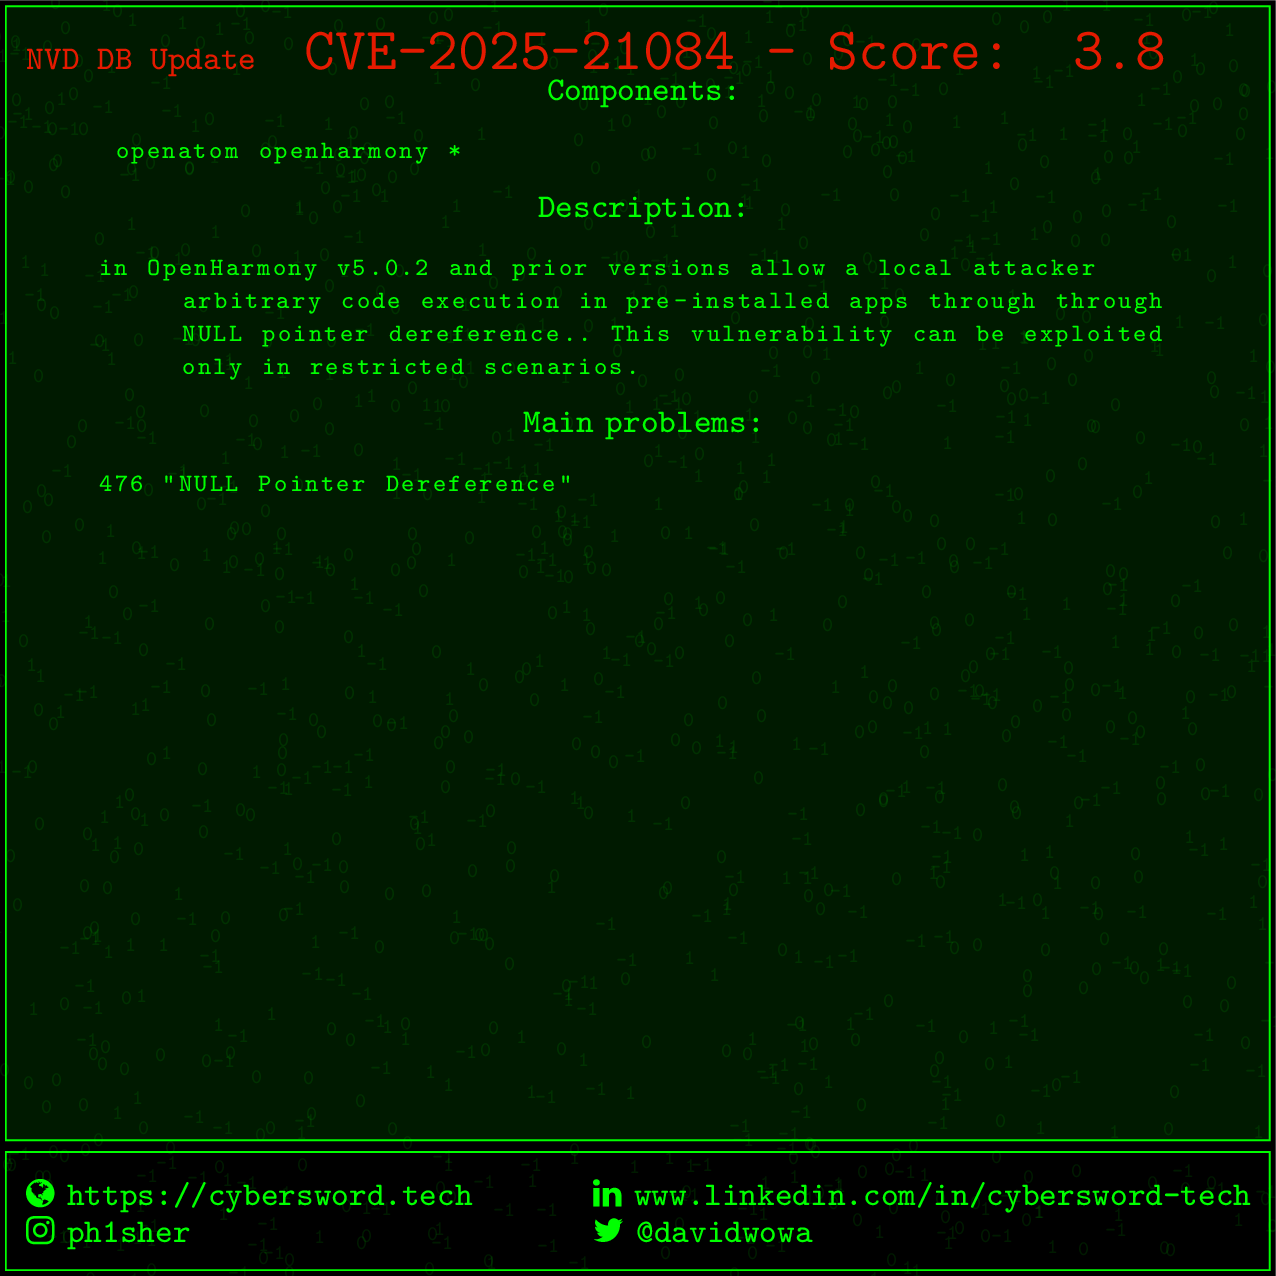 NVD DB Update CVE-2025-21084 - Score: 3.8
Components:
openatom openharmony *
Description:
in OpenHarmony v5.0.2 and prior versions allow a local attacker
arbitrary code execution in pre-installed apps through through
NULL pointer dereference.. This vulnerability can be exploited
only in restricted scenarios.
Main problems:
476 "NULL Pointer Dereference"
https://cybersword.tech www.linkedin.com/in/cybersword-tech
ph1sher @davidwowa